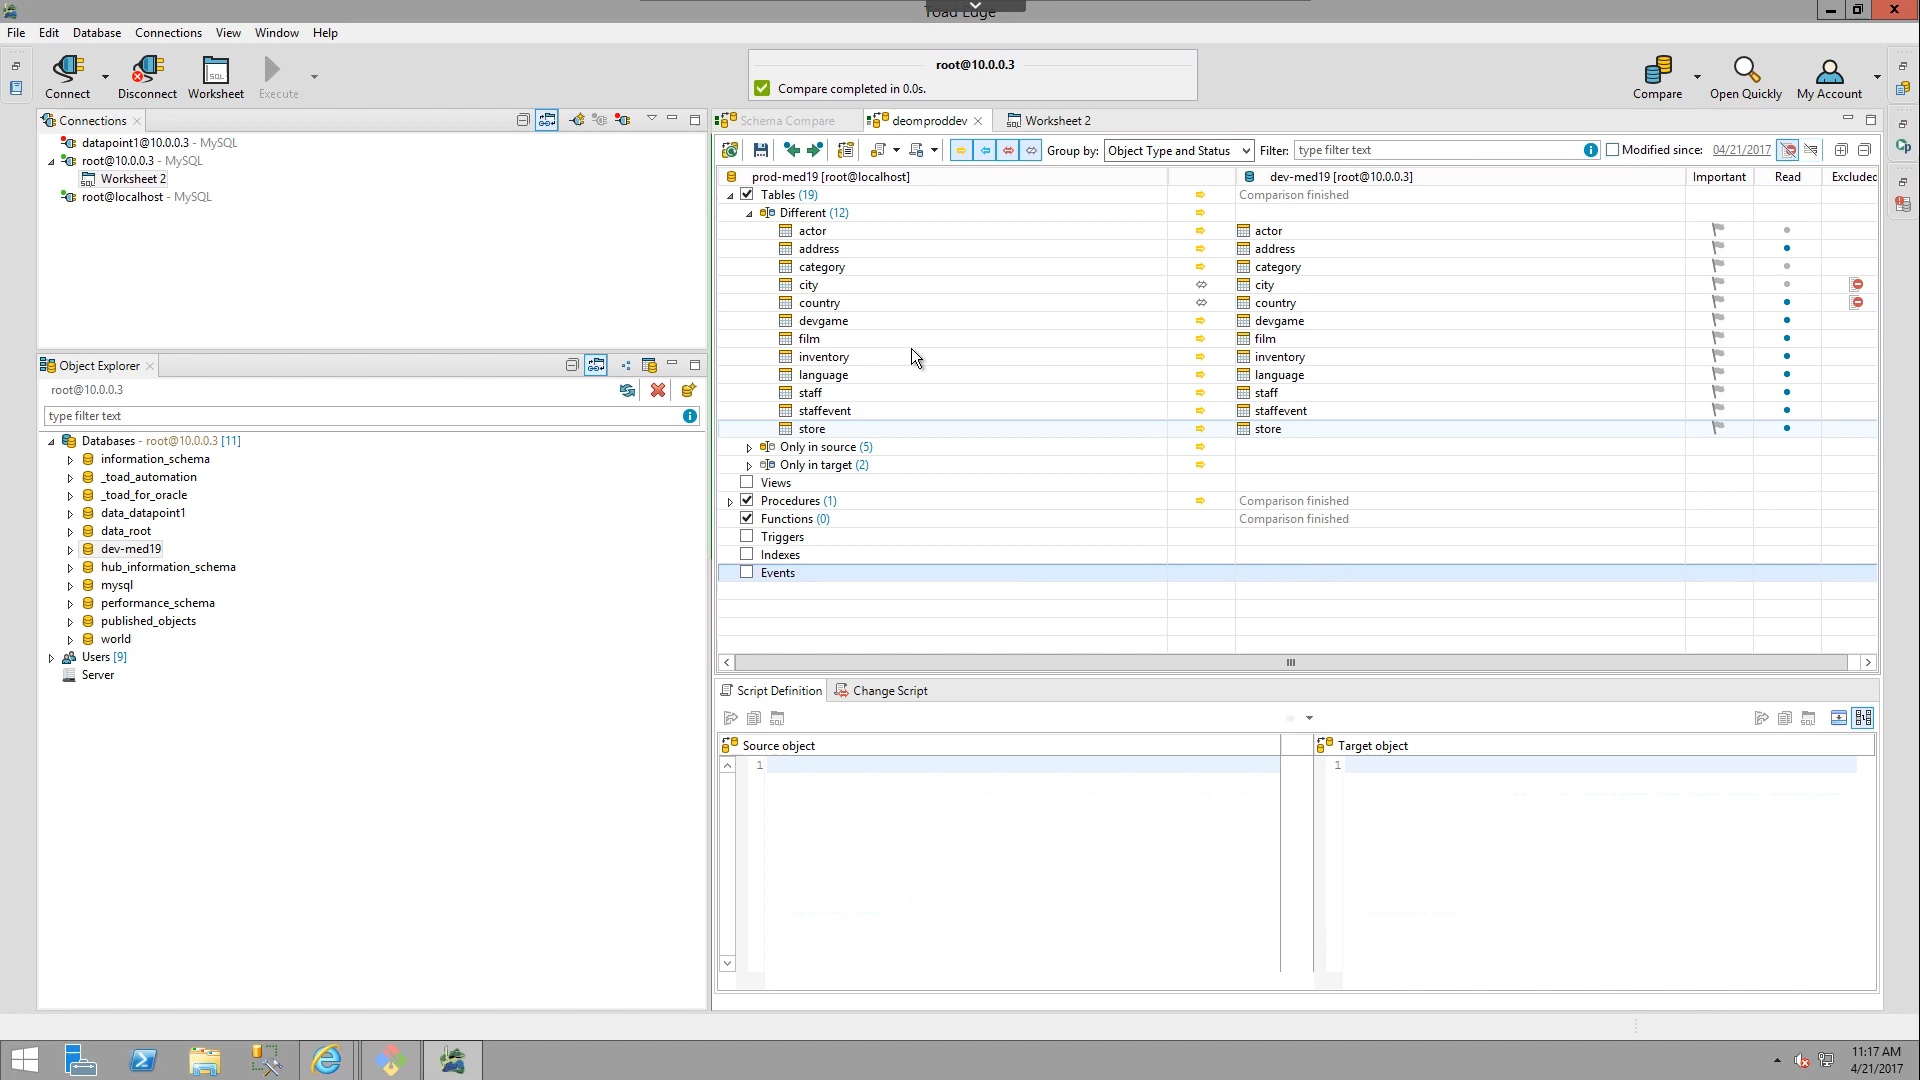 Toad Edge
File Edit Database Connections View Window Help
Connect
Disconnect
Worksheet
Execute
root@10.0.0.3
Compare completed in 0.0s.
Compare
Open Quickly
My Account
Connections
datapoint1@10.0.0.3 - MySQL
root@10.0.0.3 - MySQL
Worksheet 2
root@localhost - MySQL
Object Explorer
root@10.0.0.3
type filter text
Databases - root@10.0.0.3 [11]
information_schema
_toad_automation
_toad_for_oracle
data_datapoint1
data_root
dev-med19
hub_information_schema
mysql
performance_schema
published_objects
world
Users [9]
Server
Schema Compare
deomproddev
Worksheet 2
Group by: Object Type and Status Filter: type filter text Modified since: 04/21/2017
prod-med19 [root@localhost] dev-med19 [root@10.0.0.3] Important Read Excluded
Tables (19) Comparison finished
Different (12)
actor actor
address address
category category
city city
country country
devgame devgame
film film
inventory inventory
language language
staff staff
staffevent staffevent
store store
Only in source (5)
Only in target (2)
Views
Procedures (1) Comparison finished
Functions (0) Comparison finished
Triggers
Indexes
Events
Script Definition Change Script
Source object Target object
1 1
11:17 AM
4/21/2017